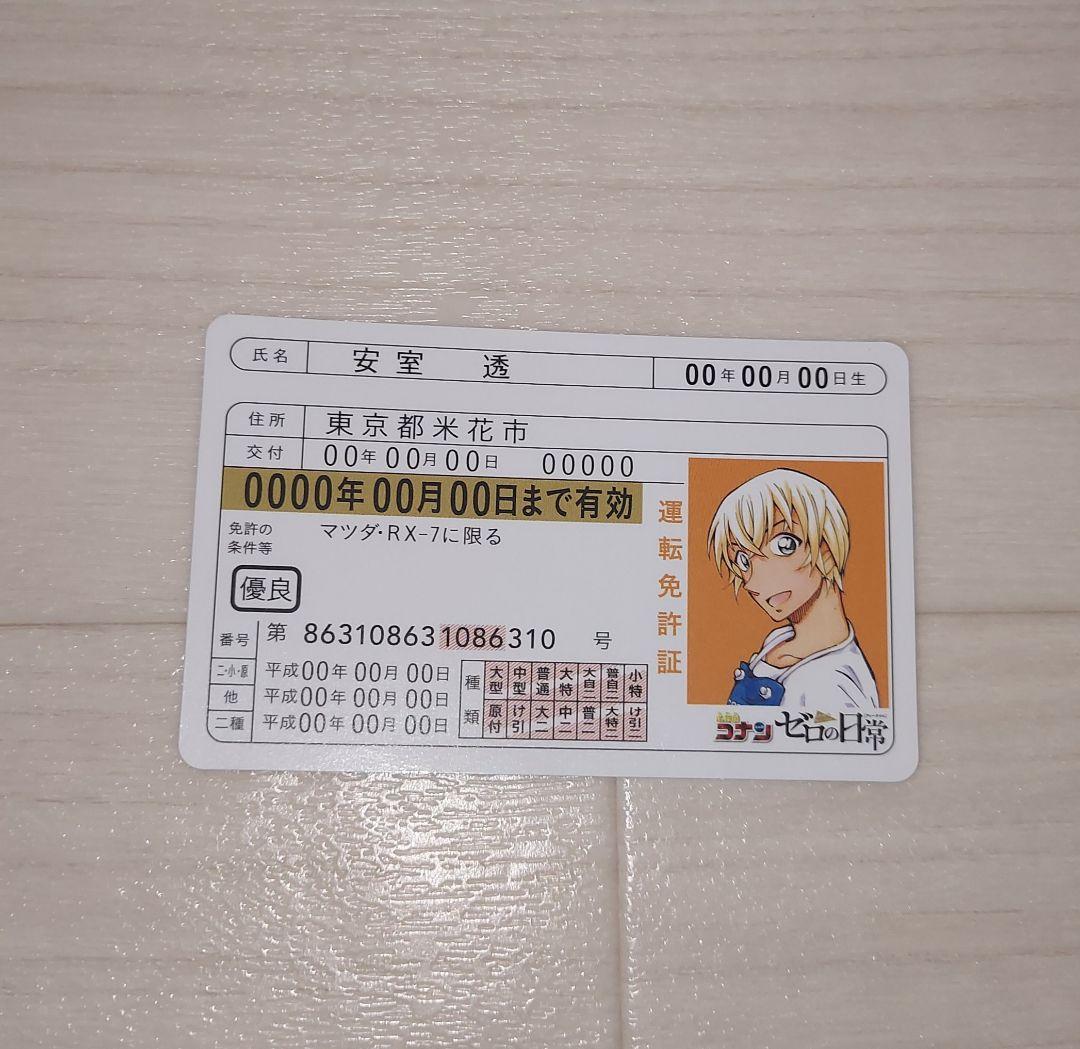 氏名 安室 透 00年00月00日生
住所 東京都米花市
交付 00年00月00日 00000
0000年00月00日まで有効
免許の
条件等
マツダ・RX-7に限る
優良
番号 第 863108631086310 号
二・小・原 平成00年00月00日
他 平成00年00月00日
二種 平成00年00月00日
種類
大型 中型 普通 大特 大自二 普自二 小特
原付 け引 大二 中二 普二 大特二 け引二
運転免許証
コナン ゼロの日常